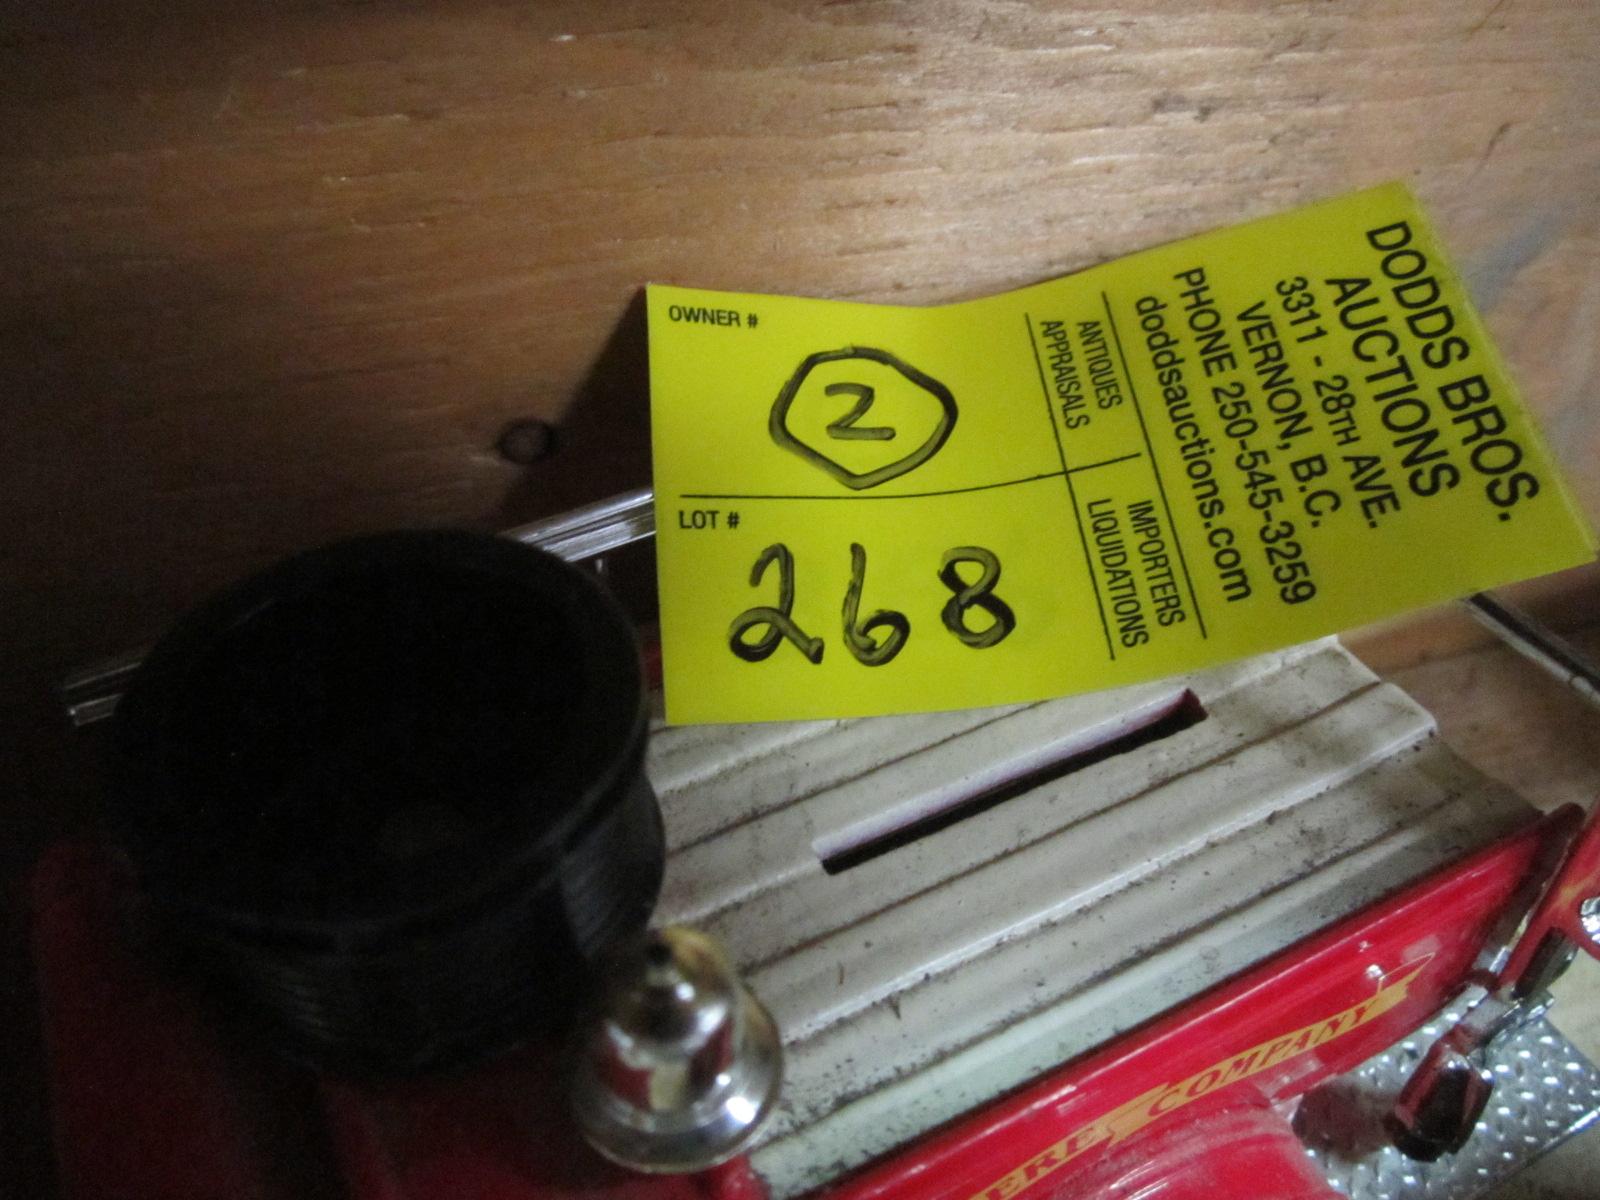 OWNER #
2
LOT #
268
ANTIQUES
APPRAISALS
IMPORTERS
LIQUIDATIONS
DODDS BROS.
AUCTIONS
3311 - 28TH AVE.
VERNON, B.C.
PHONE 250-545-3259
doddsauctions.com
COMPANY